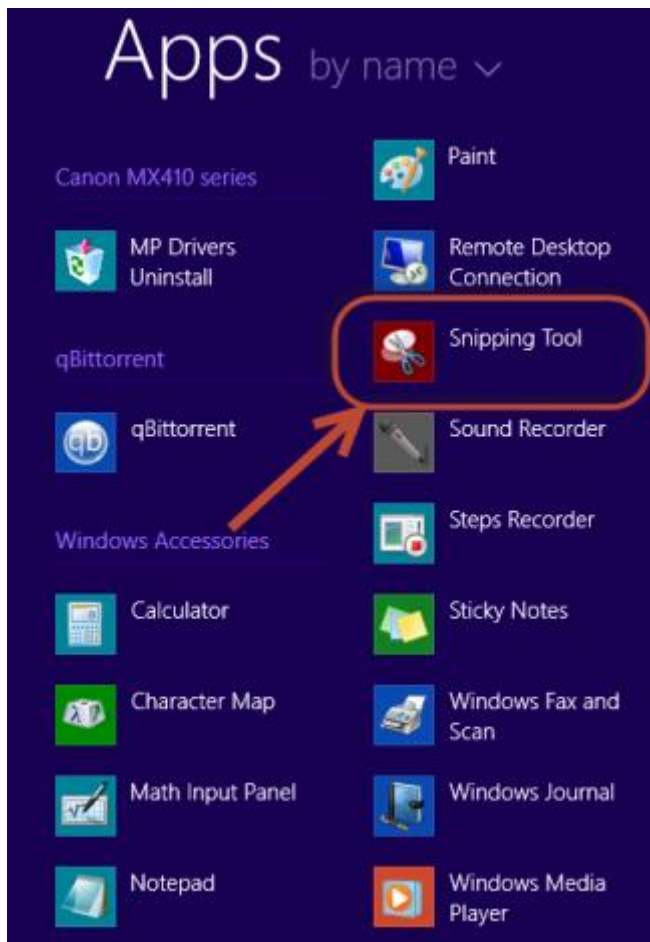 Apps by name
Canon MX410 series
MP Drivers
Uninstall
qBittorrent
qBittorrent
Windows Accessories
Calculator
Character Map
Math Input Panel
Notepad
Paint
Remote Desktop
Connection
Snipping Tool
Sound Recorder
Steps Recorder
Sticky Notes
Windows Fax and
Scan
Windows Journal
Windows Media
Player